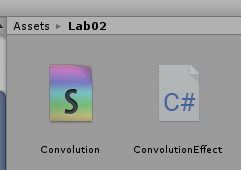 Assets ▸ Lab02
S C#
Convolution ConvolutionEffect